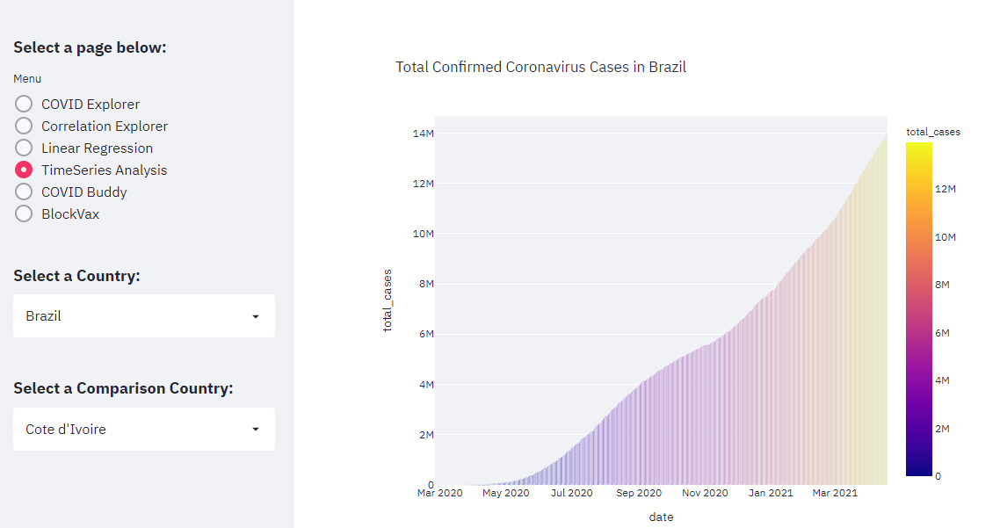 Select a page below:
Menu
COVID Explorer
Correlation Explorer
Linear Regression
TimeSeries Analysis
COVID Buddy
BlockVax
Select a Country:
Brazil
Select a Comparison Country:
Cote d'Ivoire
Total Confirmed Coronavirus Cases in Brazil
total_cases
14M
12M
10M
8M
6M
4M
2M
0
Mar 2020 May 2020 Jul 2020 Sep 2020 Nov 2020 Jan 2021 Mar 2021
date
total_cases
12M
10M
8M
6M
4M
2M
0